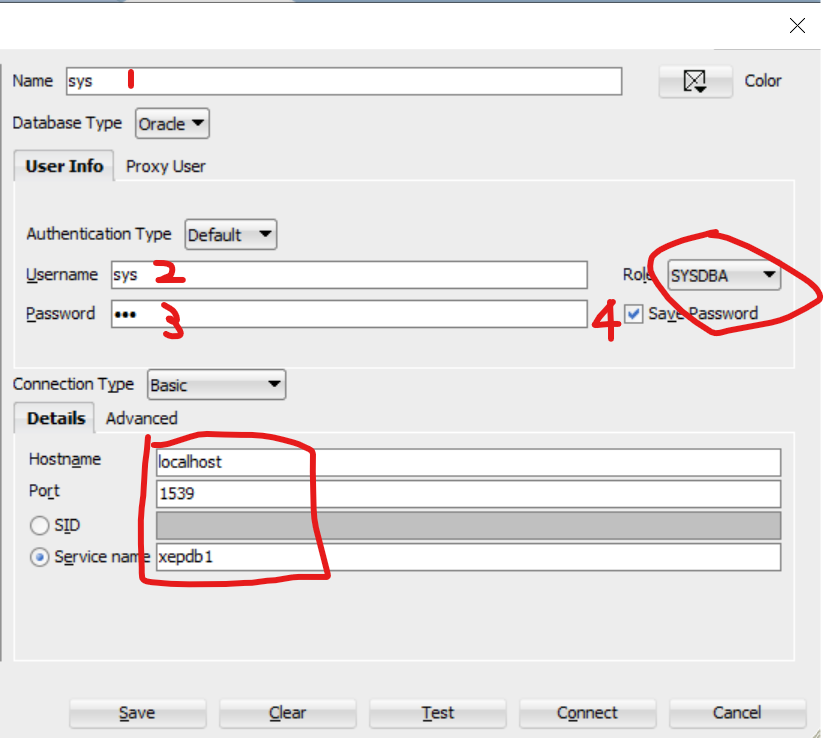 Name sys 1 Color
Database Type Oracle
User Info Proxy User
Authentication Type Default
Username sys 2 Role SYSDBA
Password ••• 3 4 Save Password
Connection Type Basic
Details Advanced
Hostname localhost
Port 1539
SID
Service name xepdb1
Save Clear Test Connect Cancel